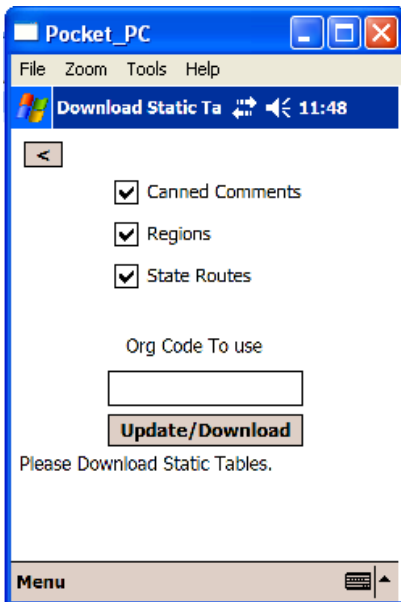 Pocket_PC
File Zoom Tools Help
Download Static Ta 11:48
<
Canned Comments
Regions
State Routes
Org Code To use
Update/Download
Please Download Static Tables.
Menu